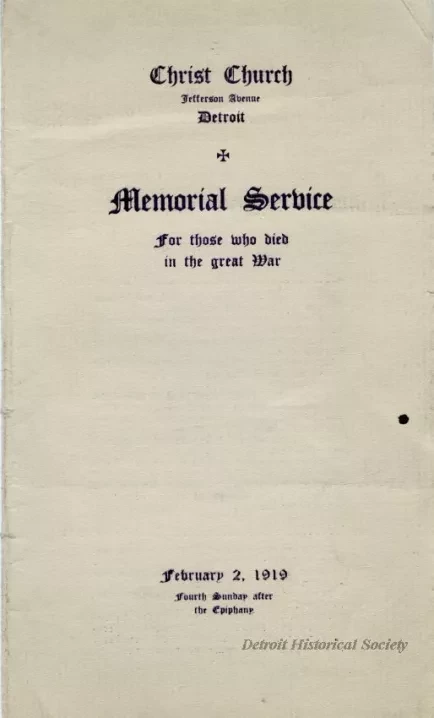 Christ Church
Jefferson Avenue
Detroit
✠
Memorial Service
For those who died
in the great War
February 2, 1919
Fourth Sunday after
the Epiphany
Detroit Historical Society